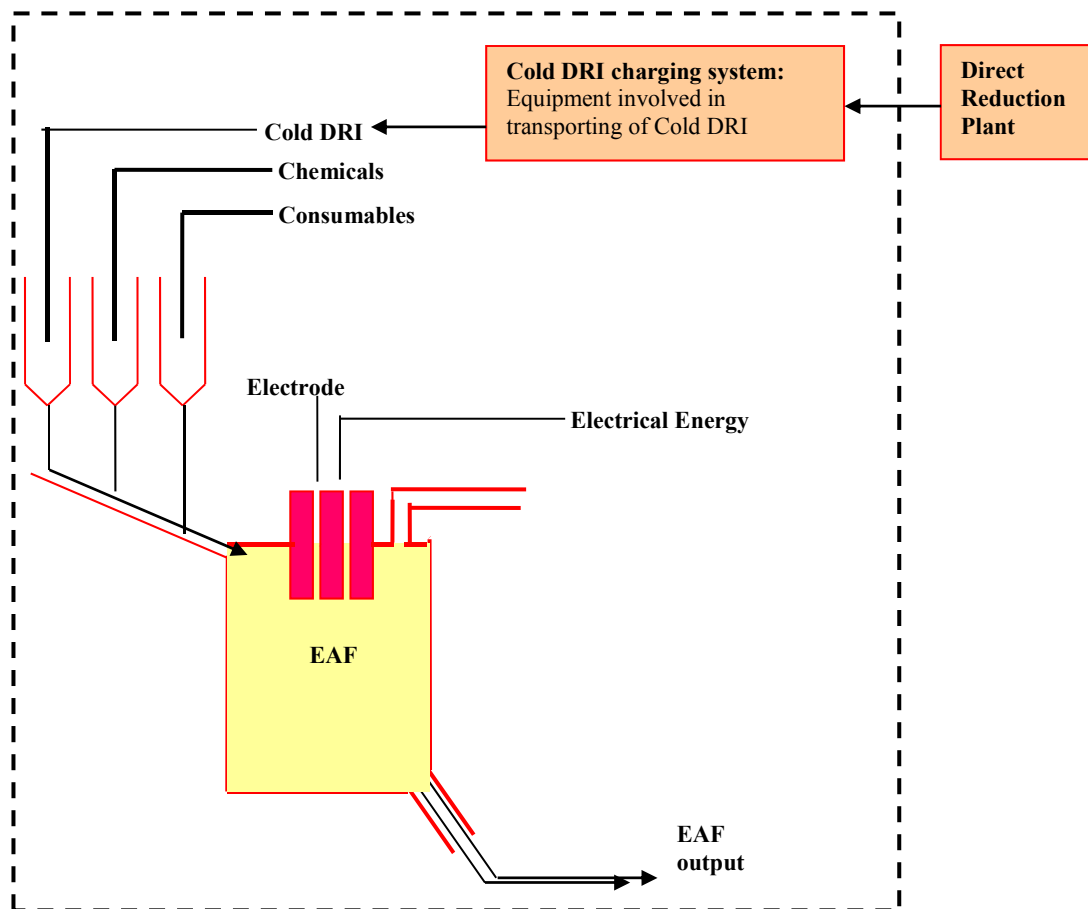 Cold DRI charging system:
Equipment involved in
transporting of Cold DRI
Direct
Reduction
Plant
Cold DRI
Chemicals
Consumables
Electrode
Electrical Energy
EAF
EAF
output